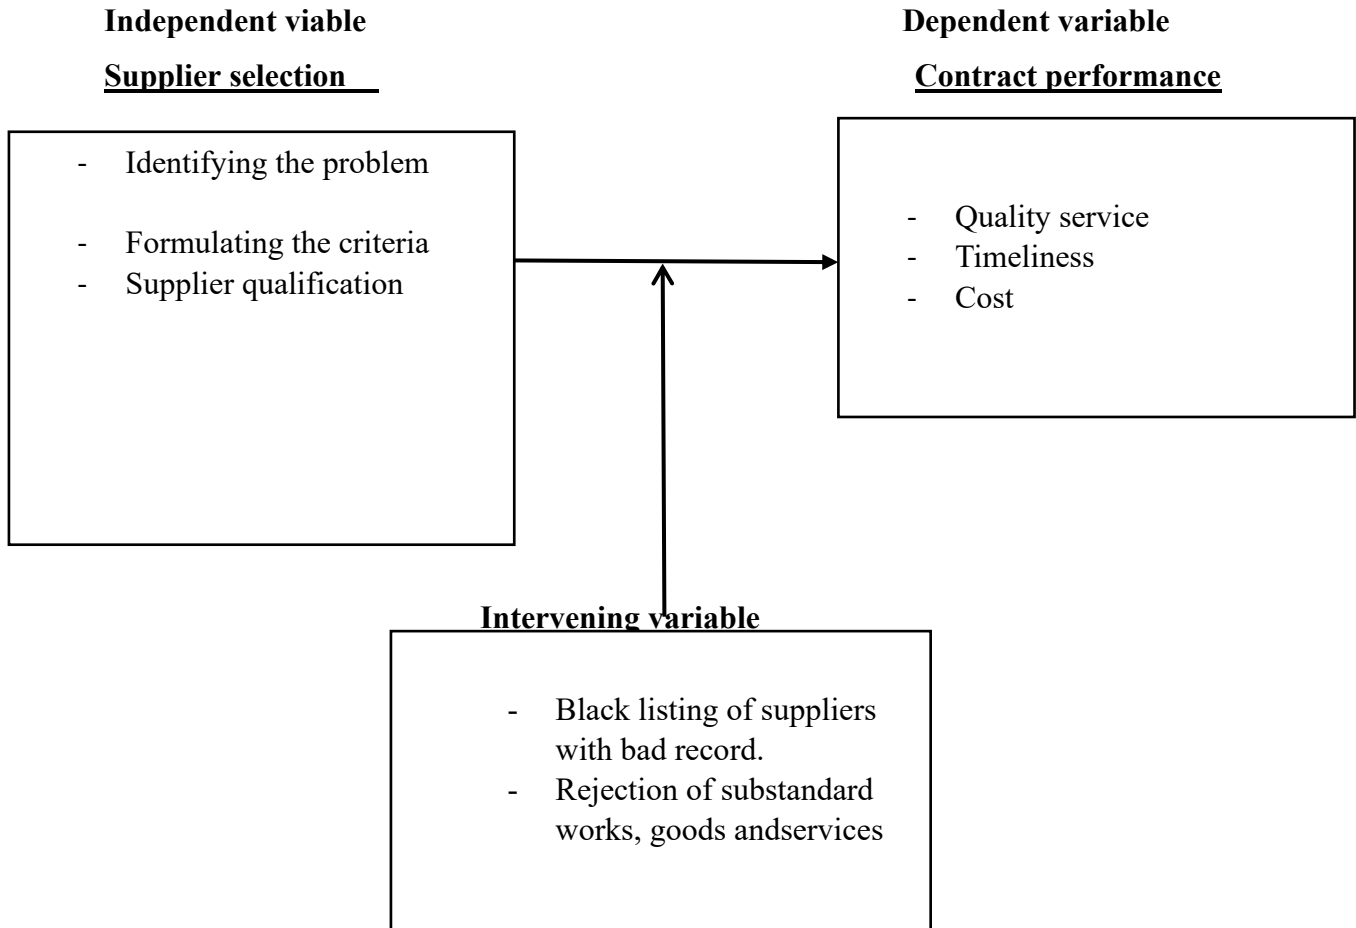 Independent viable
Dependent variable
Supplier selection
Contract performance
- Identifying the problem
- Formulating the criteria
- Supplier qualification
- Quality service
- Timeliness
- Cost
Intervening variable
- Black listing of suppliers
with bad record.
- Rejection of substandard
works, goods andservices